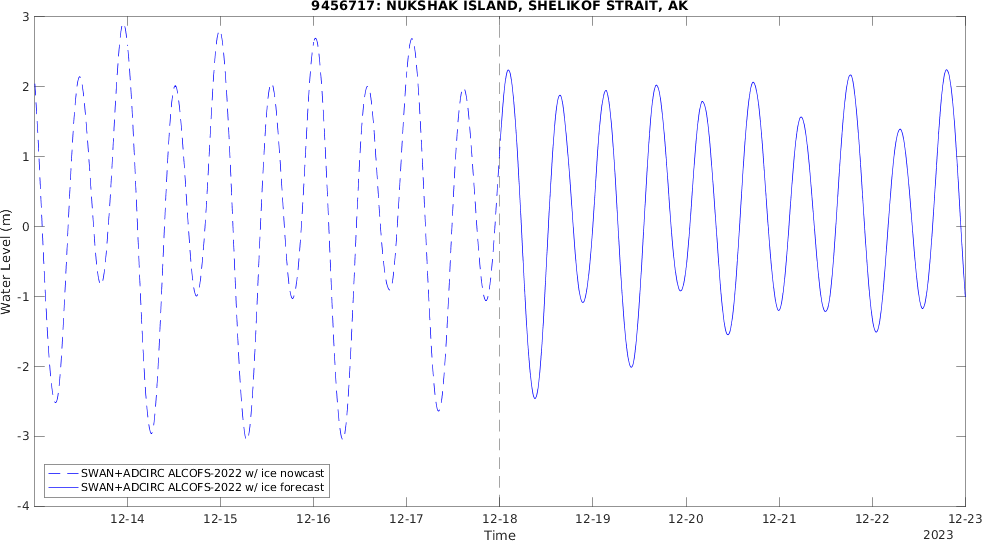 9456717: NUKSHAK ISLAND, SHELIKOF STRAIT, AK
3
2
1
0
-1
-2
-3
-4
Water Level (m)
SWAN+ADCIRC ALCOFS-2022 w/ ice nowcast
SWAN+ADCIRC ALCOFS-2022 w/ ice forecast
12-14 12-15 12-16 12-17 12-18 12-19 12-20 12-21 12-22 12-23
Time
2023